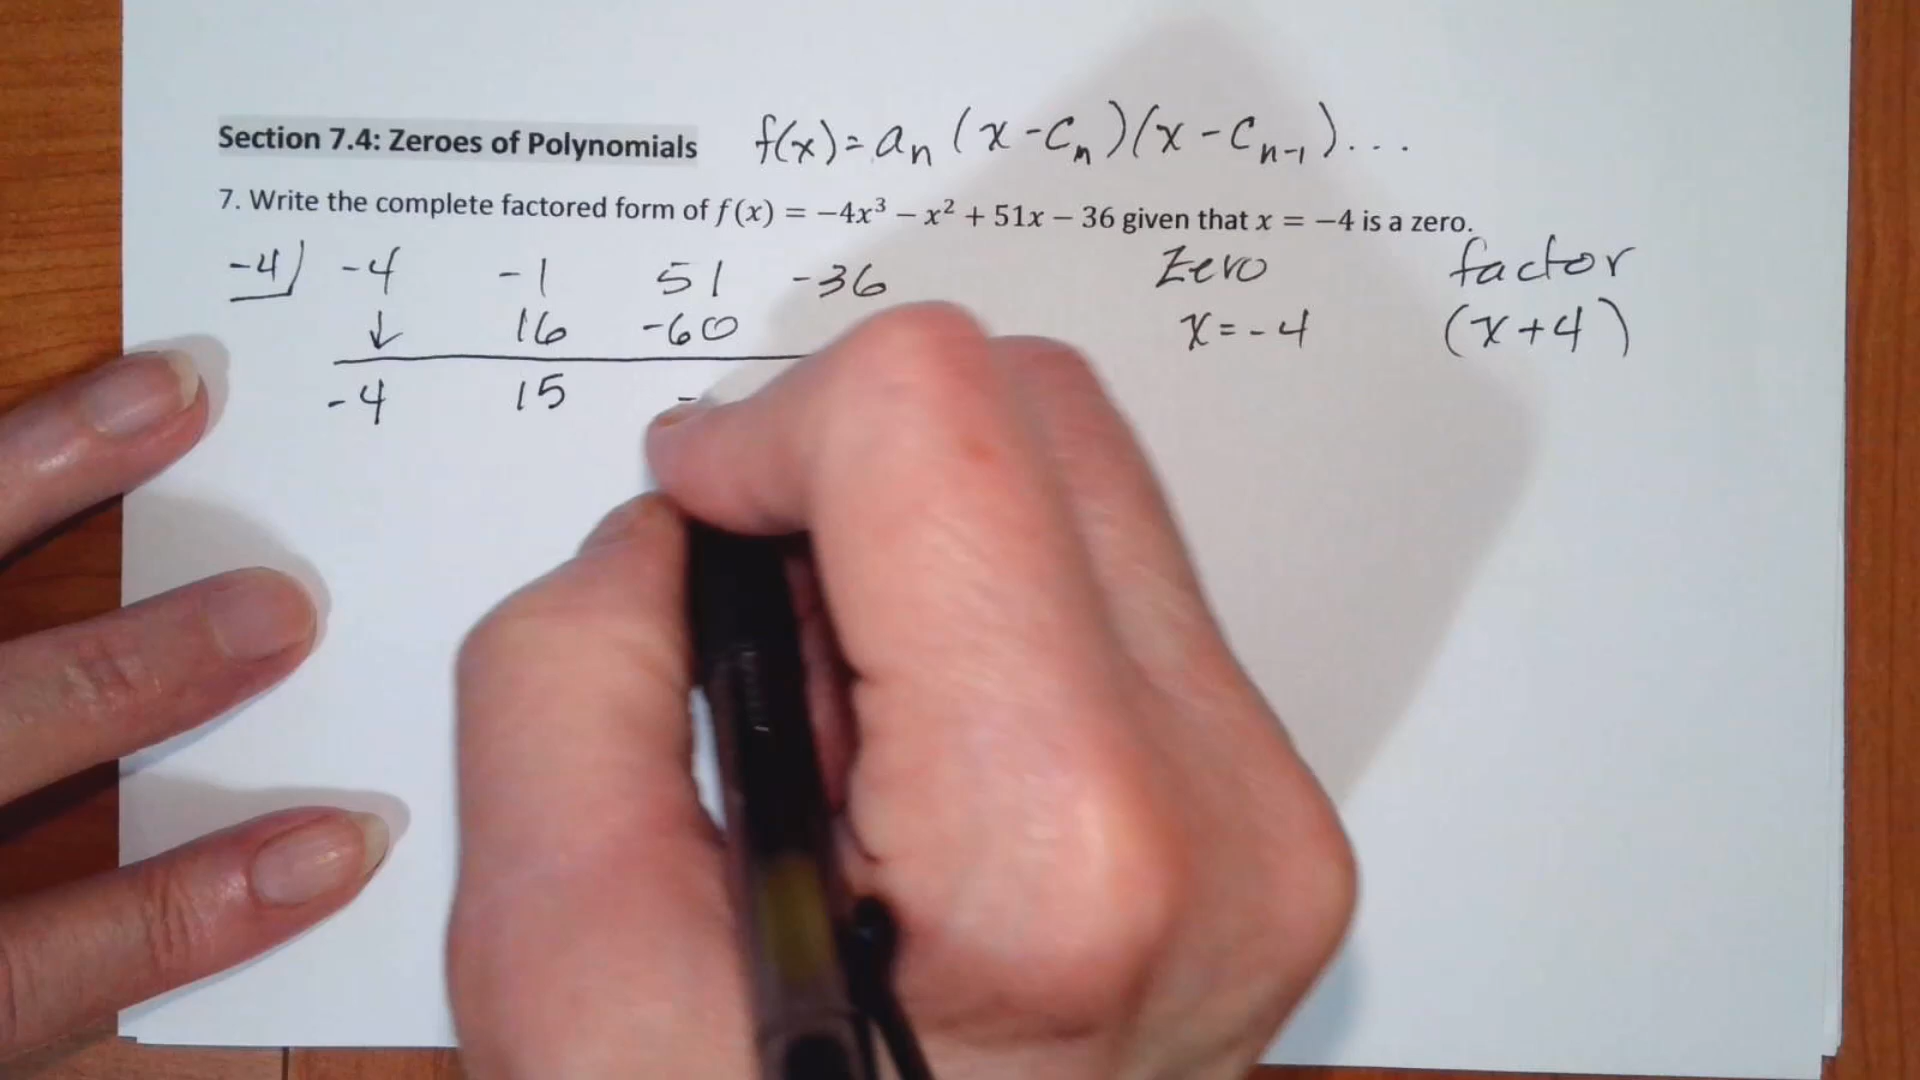 Section 7.4: Zeroes of Polynomials f(x) = aₙ (x - cₙ)(x - cₙ₋₁)...
7. Write the complete factored form of f(x) = −4x³ − x² + 51x − 36 given that x = −4 is a zero.
-4) -4 -1 51 -36 Zero factor
↓ 16 -60 x = -4 (x+4)
-4 15 -